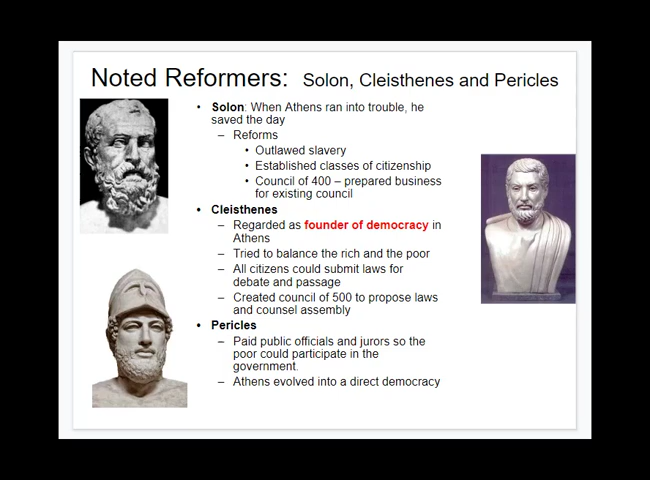 Noted Reformers: Solon, Cleisthenes and Pericles
• Solon: When Athens ran into trouble, he
saved the day
– Reforms
• Outlawed slavery
• Established classes of citizenship
• Council of 400 – prepared business
for existing council
• Cleisthenes
– Regarded as founder of democracy in
Athens
– Tried to balance the rich and the poor
– All citizens could submit laws for
debate and passage
– Created council of 500 to propose laws
and counsel assembly
• Pericles
– Paid public officials and jurors so the
poor could participate in the
government.
– Athens evolved into a direct democracy